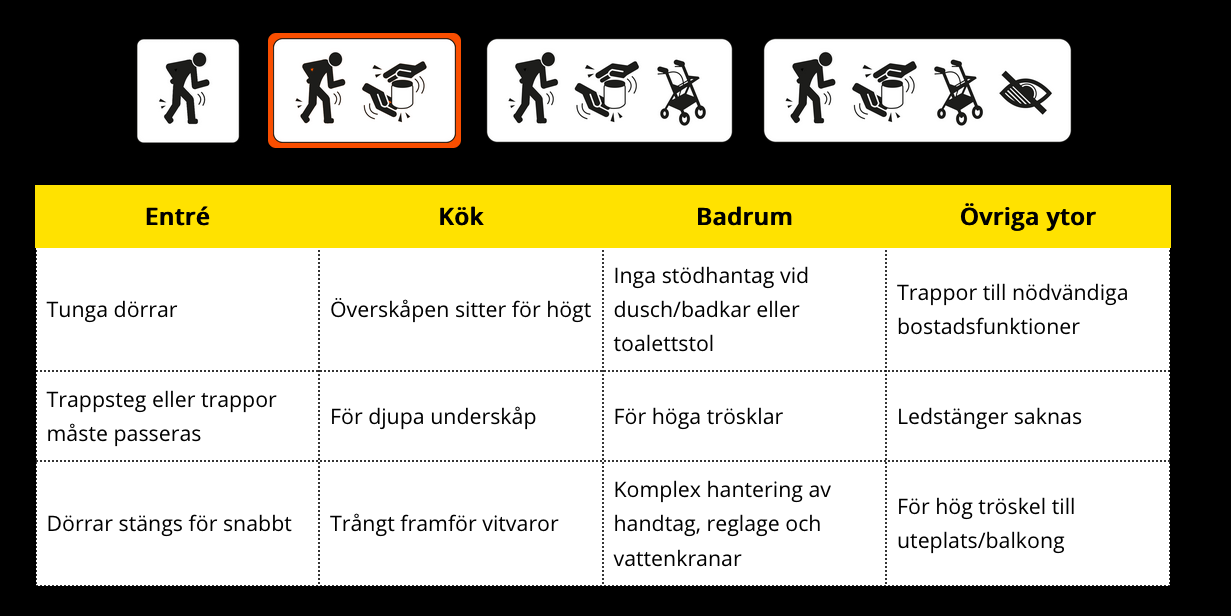 Entré
Kök
Badrum
Övriga ytor
Tunga dörrar
Överskåpen sitter för högt
Inga stödhantag vid
dusch/badkar eller
toalettstol
Trappor till nödvändiga
bostadsfunktioner
Trappsteg eller trappor
måste passeras
För djupa underskåp
För höga trösklar
Ledstänger saknas
Dörrar stängs för snabbt
Trångt framför vitvaror
Komplex hantering av
handtag, reglage och
vattenkranar
För hög tröskel till
uteplats/balkong